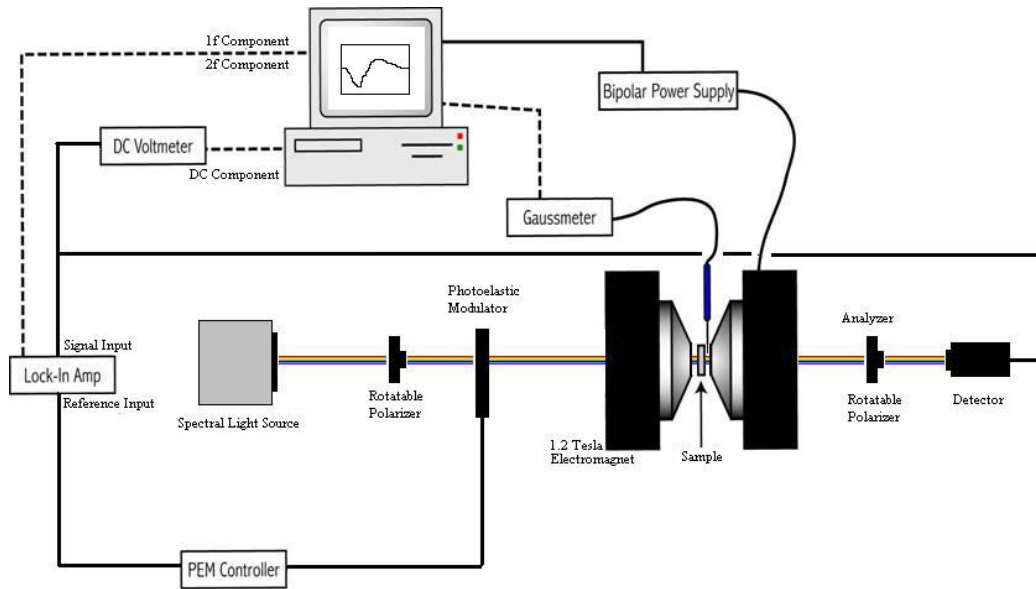 1f Component
2f Component
Bipolar Power Supply
DC Voltmeter
DC Component
Gaussmeter
Photoelastic
Modulator
Analyzer
Signal Input
Lock-In Amp
Reference Input
Spectral Light Source
Rotatable
Polarizer
1.2 Tesla
Electromagnet
Sample
Rotatable
Polarizer
Detector
PEM Controller